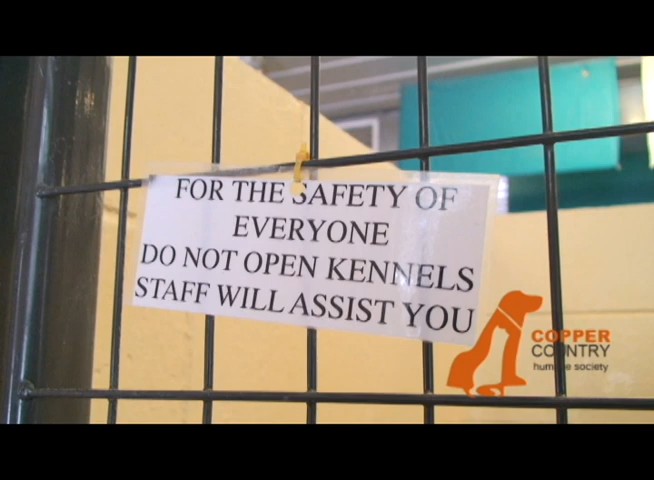 FOR THE SAFETY OF
EVERYONE
DO NOT OPEN KENNELS
STAFF WILL ASSIST YOU
COPPER
COUNTRY
humane society